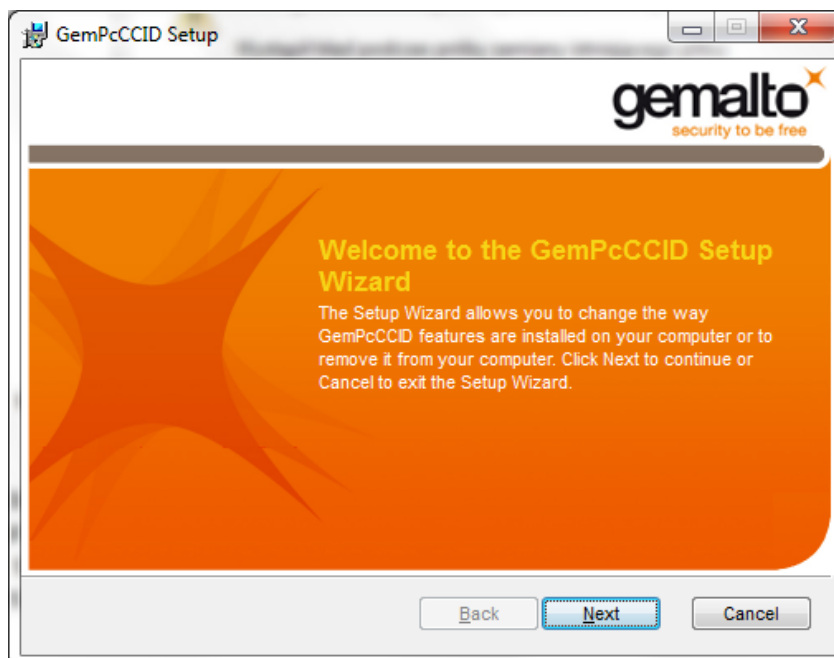 GemPcCCID Setup
gemalto
security to be free
Welcome to the GemPcCCID Setup
Wizard
The Setup Wizard allows you to change the way
GemPcCCID features are installed on your computer or to
remove it from your computer. Click Next to continue or
Cancel to exit the Setup Wizard.
Back
Next
Cancel